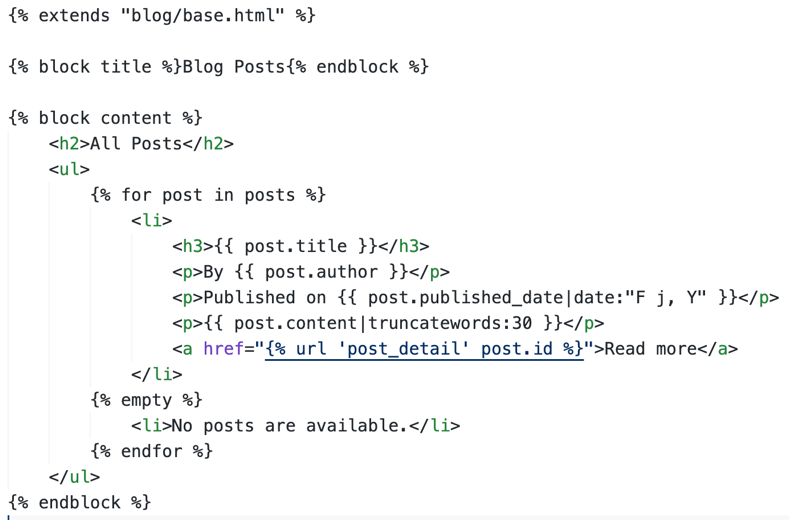 {% extends "blog/base.html" %}
{% block title %}Blog Posts{% endblock %}
{% block content %}
<h2>All Posts</h2>
<ul>
{% for post in posts %}
<li>
<h3>{{ post.title }}</h3>
<p>By {{ post.author }}</p>
<p>Published on {{ post.published_date|date:"F j, Y" }}</p>
<p>{{ post.content|truncatewords:30 }}</p>
<a href="{% url 'post_detail' post.id %}">Read more</a>
</li>
{% empty %}
<li>No posts are available.</li>
{% endfor %}
</ul>
{% endblock %}